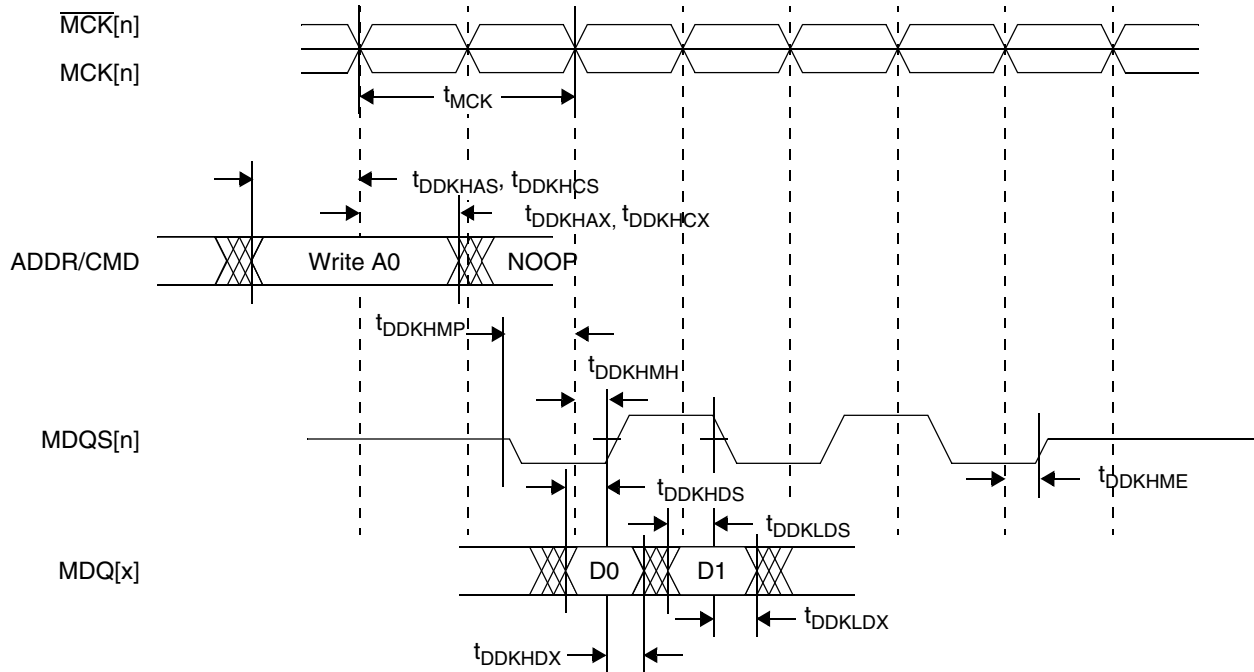 MCK[n]
MCK[n]
tMCK
tDDKHAS, tDDKHCS
tDDKHAX, tDDKHCX
ADDR/CMD
Write A0
NOOP
tDDKHMP
tDDKHMH
MDQS[n]
tDDKHME
tDDKHDS
tDDKLDS
MDQ[x]
D0
D1
tDDKLDX
tDDKHDX